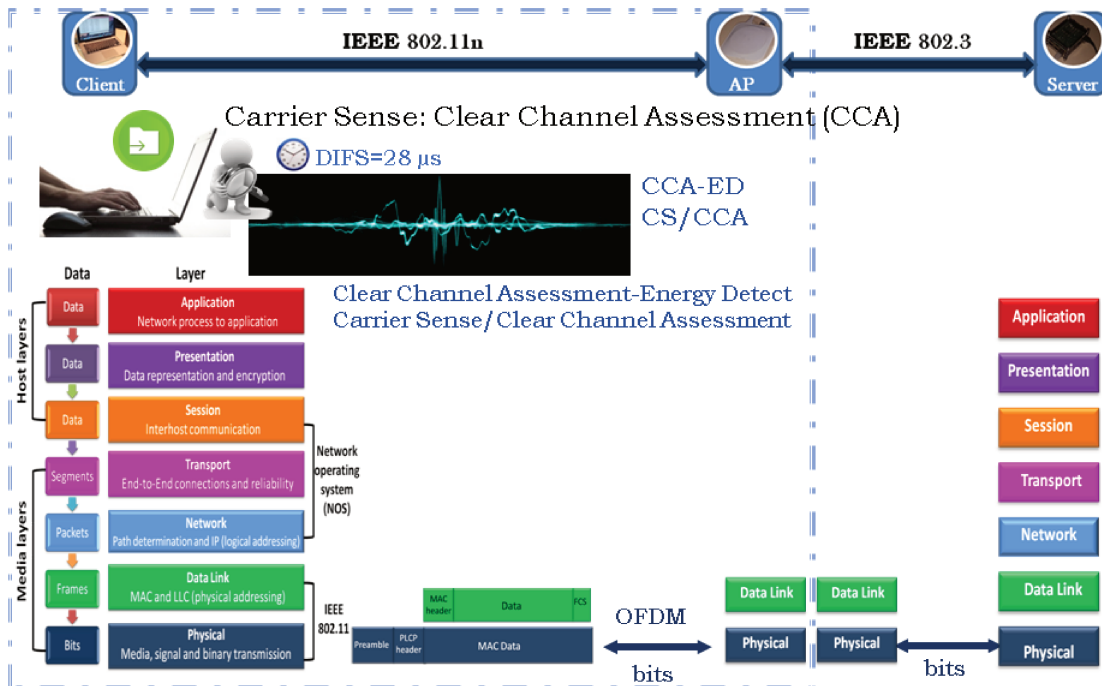 IEEE 802.11n
IEEE 802.3
Client
AP
Server
Carrier Sense: Clear Channel Assessment (CCA)
DIFS=28 µs
CCA-ED
CS/CCA
Clear Channel Assessment-Energy Detect
Carrier Sense/Clear Channel Assessment
Data
Layer
Host layers
Media layers
Data
Application
Network process to application
Data
Presentation
Data representation and encryption
Data
Session
Interhost communication
Segments
Transport
End-to-End connections and reliability
Packets
Network
Path determination and IP (logical addressing)
Frames
Data Link
MAC and LLC (physical addressing)
Bits
Physical
Media, signal and binary transmission
Network
operating
system
(NOS)
IEEE
802.11
MAC
header
Data
FCS
Preamble
PLCP
header
MAC Data
OFDM
bits
Data Link
Physical
Data Link
Physical
bits
Application
Presentation
Session
Transport
Network
Data Link
Physical